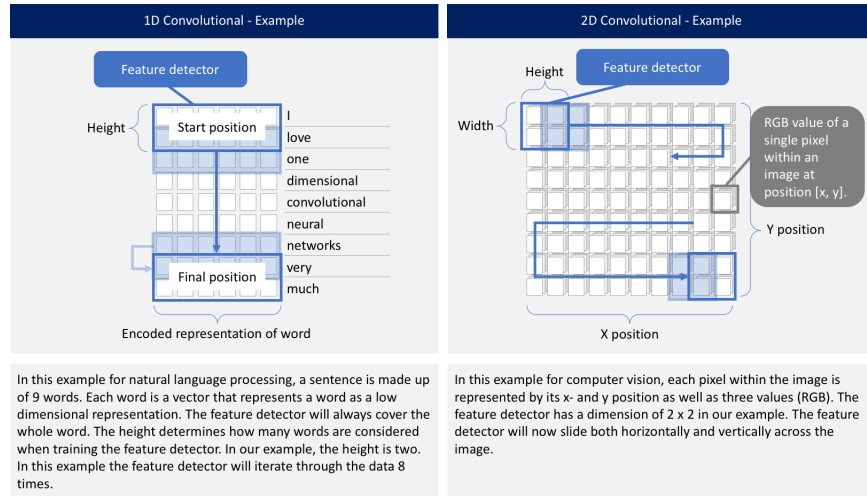 1D Convolutional - Example
Feature detector
Height
Start position
I
love
one
dimensional
convolutional
neural
networks
very
much
Final position
Encoded representation of word
In this example for natural language processing, a sentence is made up
of 9 words. Each word is a vector that represents a word as a low
dimensional representation. The feature detector will always cover the
whole word. The height determines how many words are considered
when training the feature detector. In our example, the height is two.
In this example the feature detector will iterate through the data 8
times.
2D Convolutional - Example
Height
Feature detector
Width
RGB value of a
single pixel
within an
image at
position [x, y].
Y position
X position
In this example for computer vision, each pixel within the image is
represented by its x- and y position as well as three values (RGB). The
feature detector has a dimension of 2 x 2 in our example. The feature
detector will now slide both horizontally and vertically across the
image.